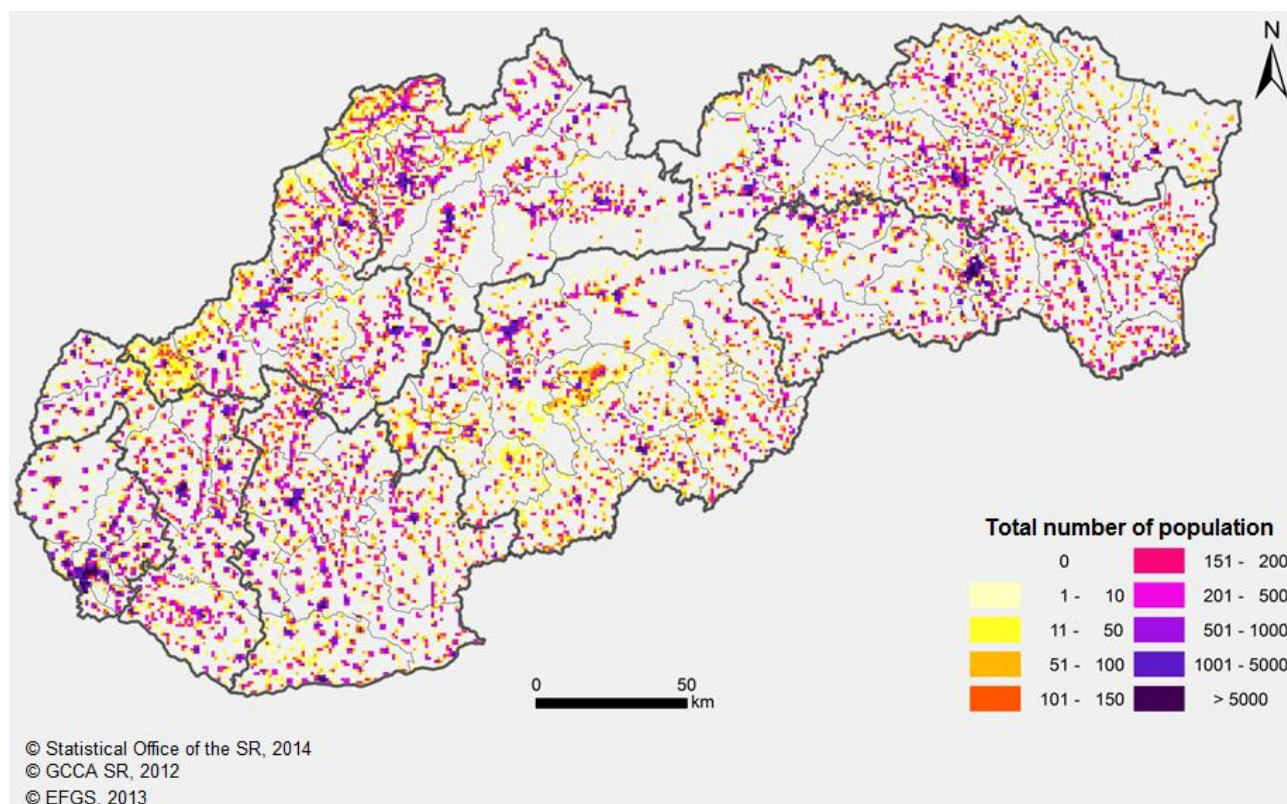 N
Total number of population
0
1 - 10
11 - 50
51 - 100
101 - 150
151 - 200
201 - 500
501 - 1000
1001 - 5000
> 5000
0 50
km
© Statistical Office of the SR, 2014
© GCCA SR, 2012
© EFGS, 2013